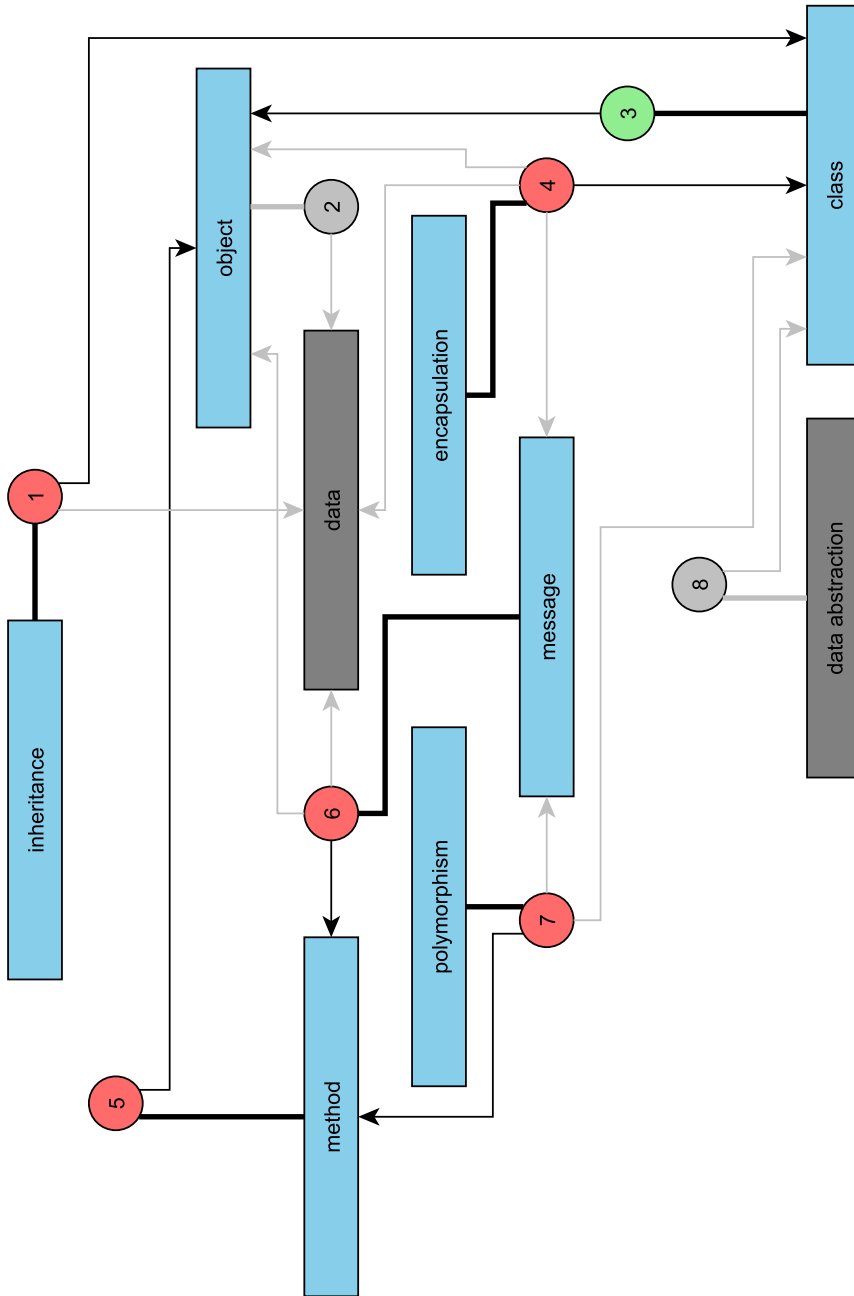 inheritance
1
5
object
method
6
data
2
polymorphism
encapsulation
7
message
4
3
8
data abstraction
class